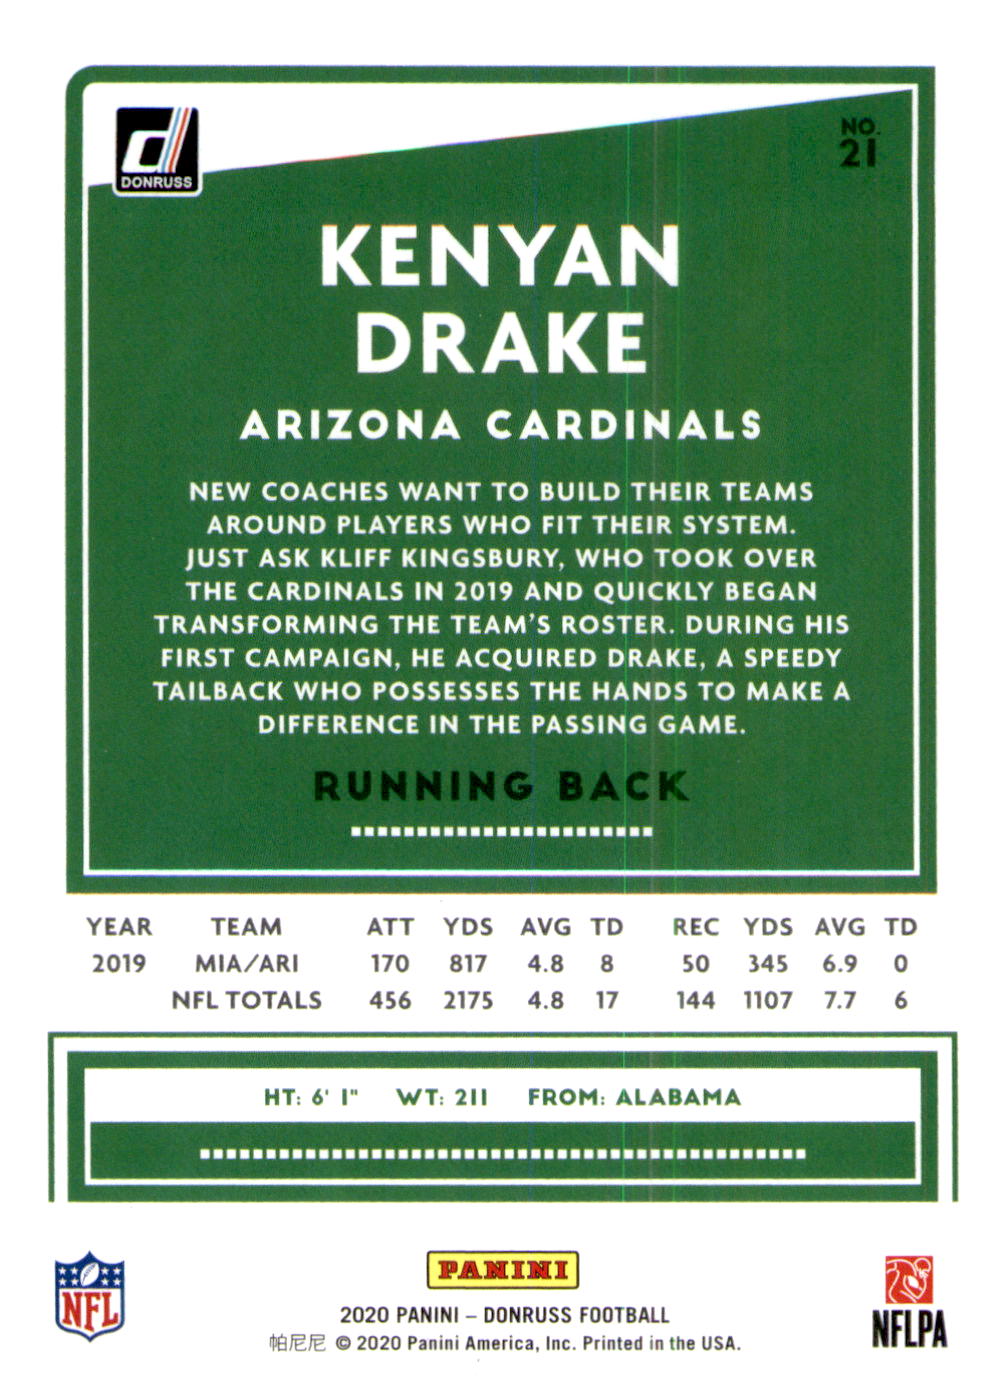 DONRUSS
NO.
21
KENYAN
DRAKE
ARIZONA CARDINALS
NEW COACHES WANT TO BUILD THEIR TEAMS
AROUND PLAYERS WHO FIT THEIR SYSTEM.
JUST ASK KLIFF KINGSBURY, WHO TOOK OVER
THE CARDINALS IN 2019 AND QUICKLY BEGAN
TRANSFORMING THE TEAM'S ROSTER. DURING HIS
FIRST CAMPAIGN, HE ACQUIRED DRAKE, A SPEEDY
TAILBACK WHO POSSESSES THE HANDS TO MAKE A
DIFFERENCE IN THE PASSING GAME.
RUNNING BACK
YEAR TEAM ATT YDS AVG TD REC YDS AVG TD
2019 MIA/ARI 170 817 4.8 8 50 345 6.9 0
NFL TOTALS 456 2175 4.8 17 144 1107 7.7 6
HT: 6' 1" WT: 211 FROM: ALABAMA
NFL
PANINI
NFLPA
2020 PANINI – DONRUSS FOOTBALL
帕尼尼 © 2020 Panini America, Inc. Printed in the USA.